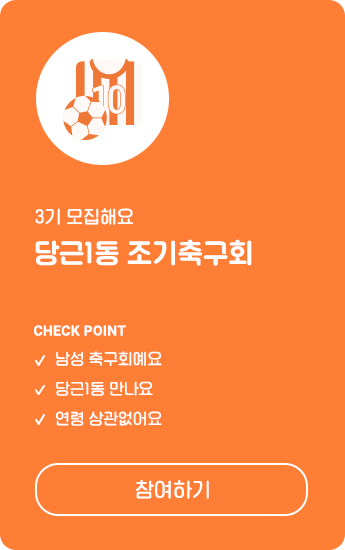 10
3기 모집해요
당근1동 조기축구회
CHECK POINT
✓ 남성 축구회예요
✓ 당근1동 만나요
✓ 연령 상관없어요
참여하기